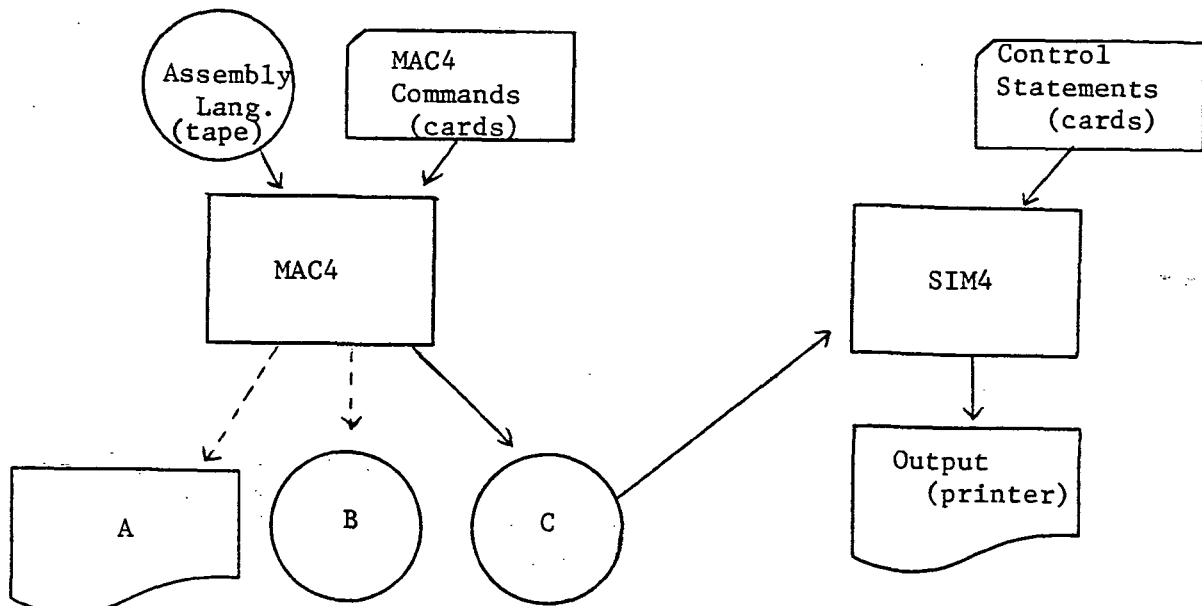 Assembly
Lang.
(tape)
MAC4
Commands
(cards)
Control
Statements
(cards)
MAC4
SIM4
A
B
C
Output
(printer)